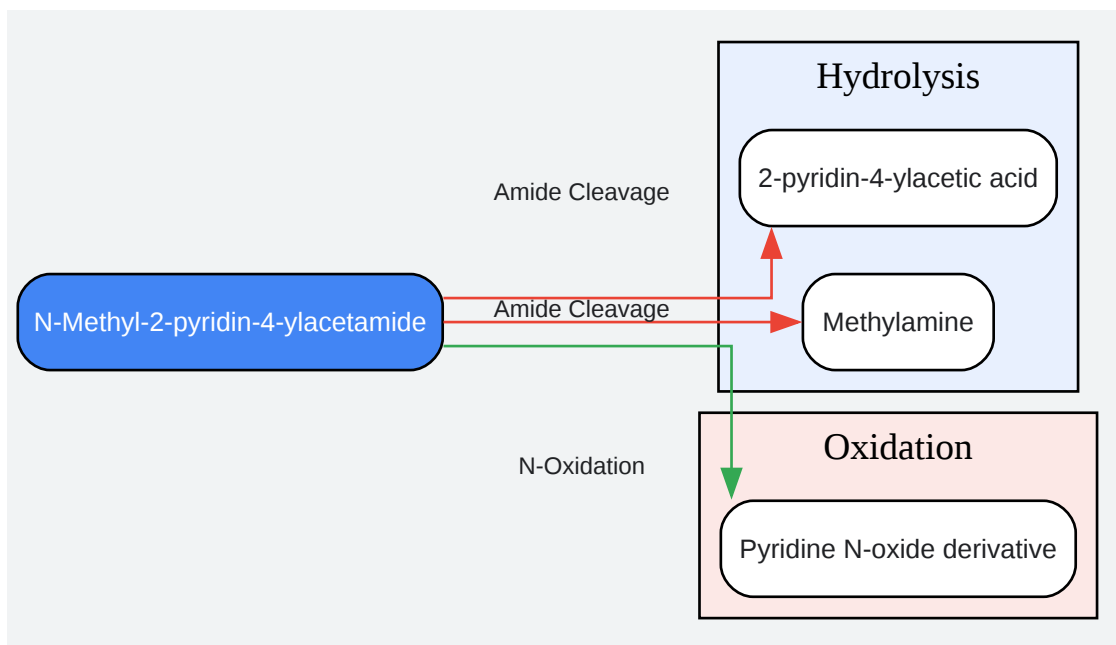 Hydrolysis
2-pyridin-4-ylacetic acid
Amide Cleavage
Amide Cleavage
N-Methyl-2-pyridin-4-ylacetamide
Methylamine
Oxidation
N-Oxidation
Pyridine N-oxide derivative